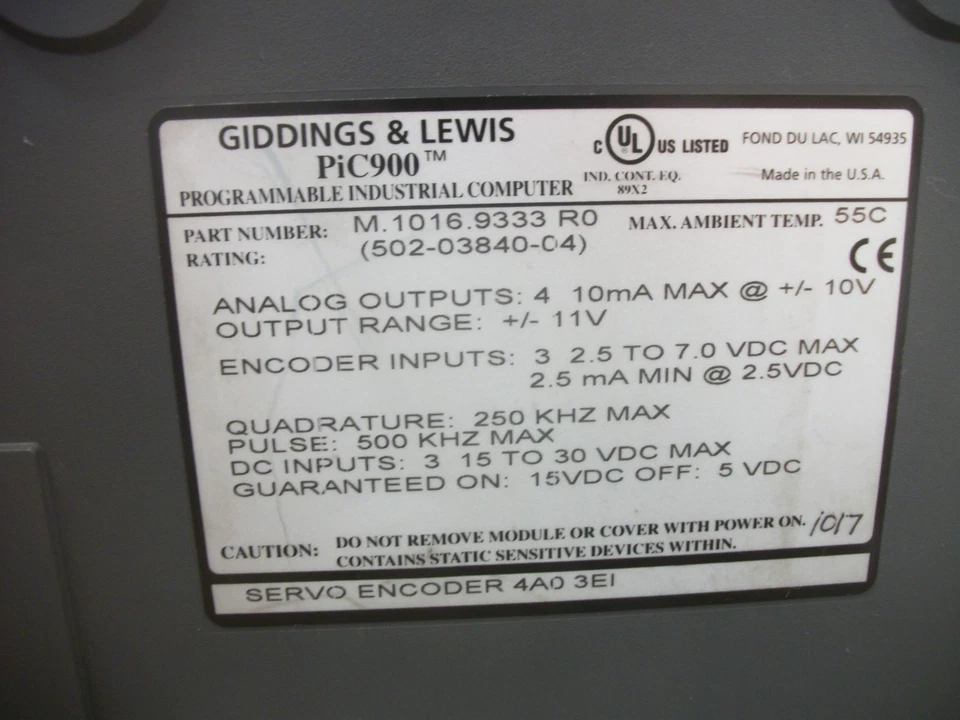 GIDDINGS & LEWIS
PiC900™
PROGRAMMABLE INDUSTRIAL COMPUTER
C UL US LISTED
IND. CONT. EQ.
89X2
FOND DU LAC, WI 54935
Made in the U.S.A.
PART NUMBER: M.1016.9333 R0 MAX. AMBIENT TEMP. 55C
RATING: (502-03840-04)
CE
ANALOG OUTPUTS: 4 10mA MAX @ +/- 10V
OUTPUT RANGE: +/- 11V
ENCODER INPUTS: 3 2.5 TO 7.0 VDC MAX
2.5 mA MIN @ 2.5VDC
QUADRATURE: 250 KHZ MAX
PULSE: 500 KHZ MAX
DC INPUTS: 3 15 TO 30 VDC MAX
GUARANTEED ON: 15VDC OFF: 5 VDC
CAUTION: DO NOT REMOVE MODULE OR COVER WITH POWER ON. 1017
CONTAINS STATIC SENSITIVE DEVICES WITHIN.
SERVO ENCODER 4A0 3EI